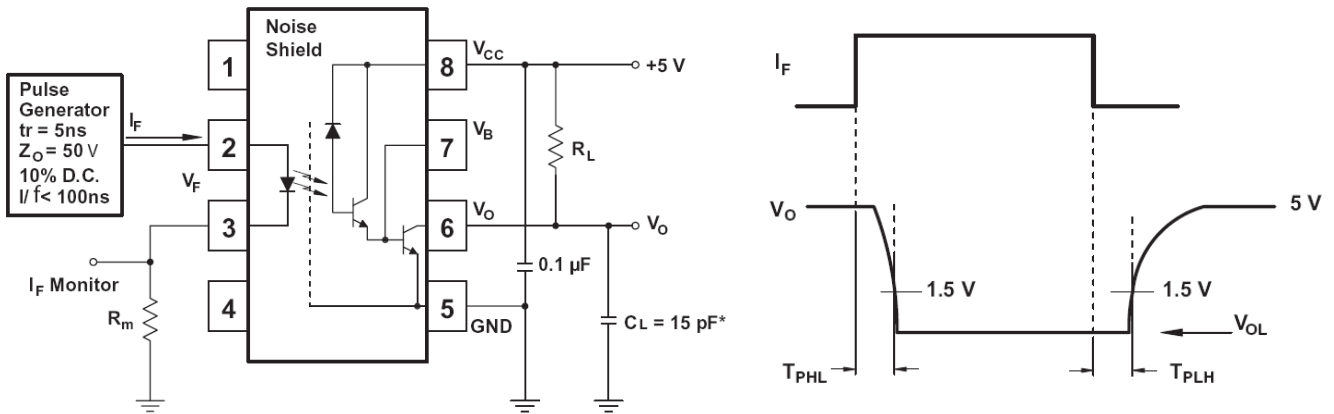 Noise
Shield
Pulse
Generator
tr = 5ns
ZO = 50 V
10% D.C.
I/ f < 100ns
IF
VF
IF Monitor
Rm
1
2
3
4
8
7
6
5
VCC
VB
VO
GND
+5 V
RL
VO
0.1 µF
CL = 15 pF*
IF
VO
5 V
1.5 V
1.5 V
VOL
TPHL
TPLH